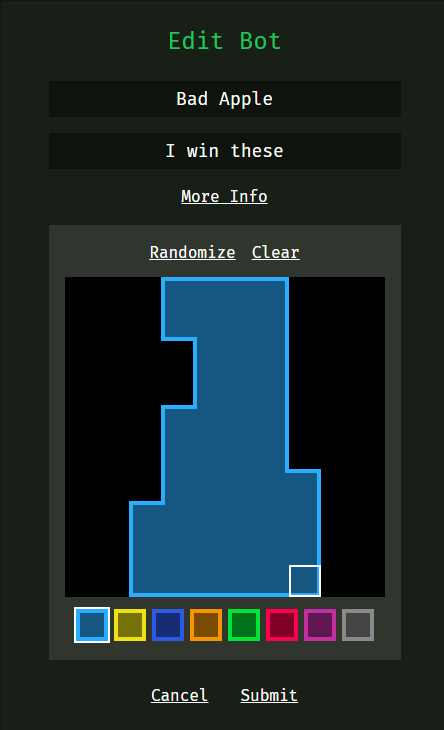 Edit Bot
Bad Apple
I win these
More Info
Randomize Clear
Cancel Submit